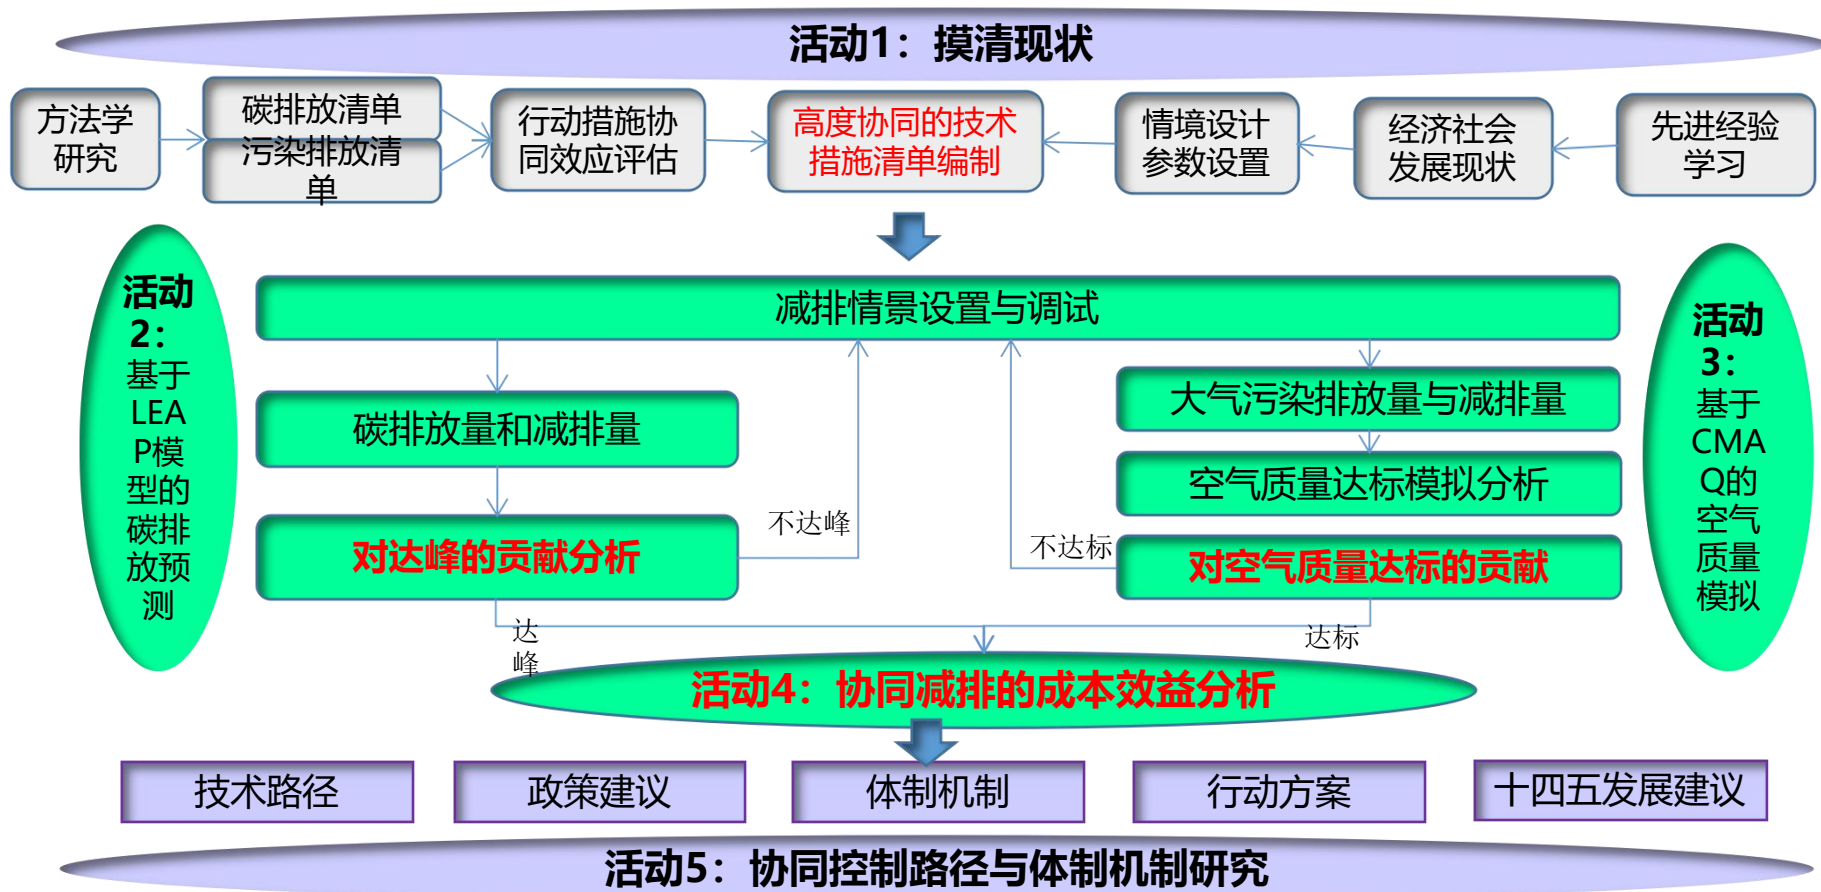 活动1：摸清现状
方法学
研究
碳排放清单
污染排放清
单
行动措施协
同效应评估
高度协同的技术
措施清单编制
情境设计
参数设置
经济社会
发展现状
先进经验
学习
活动
2：
基于
LEA
P模
型的
碳排
放预
测
减排情景设置与调试
碳排放量和减排量
对达峰的贡献分析
不达峰
达
峰
大气污染排放量与减排量
空气质量达标模拟分析
对空气质量达标的贡献
不达标
达标
活动
3：
基于
CMA
Q的
空气
质量
模拟
活动4：协同减排的成本效益分析
技术路径
政策建议
体制机制
行动方案
十四五发展建议
活动5：协同控制路径与体制机制研究